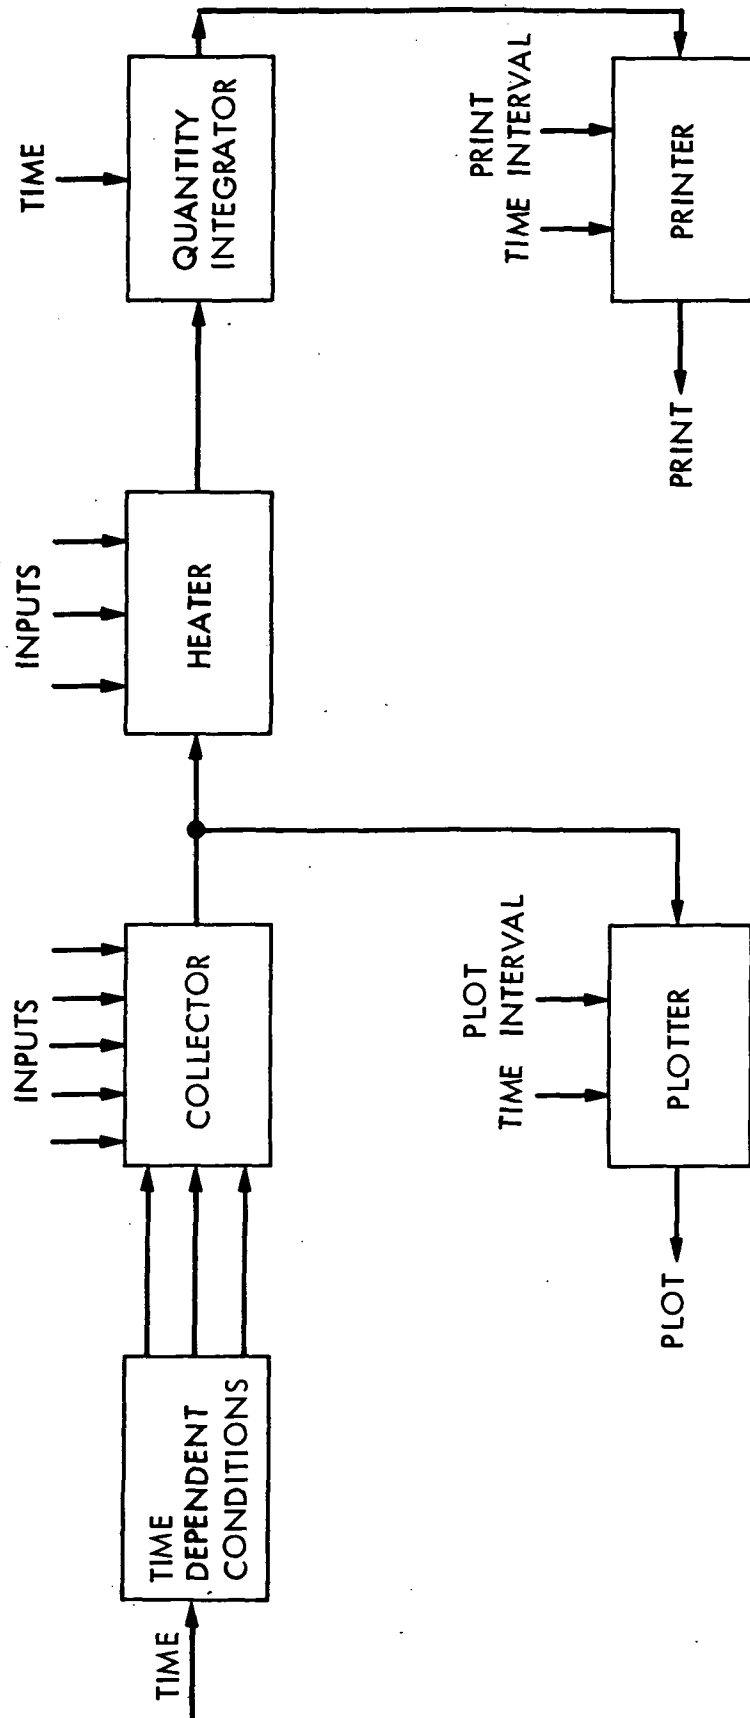 TIME
TIME
DEPENDENT
CONDITIONS
INPUTS
COLLECTOR
INPUTS
HEATER
TIME
QUANTITY
INTEGRATOR
PLOT
TIME INTERVAL
PLOTTER
PLOT
PRINT
TIME INTERVAL
PRINTER
PRINT